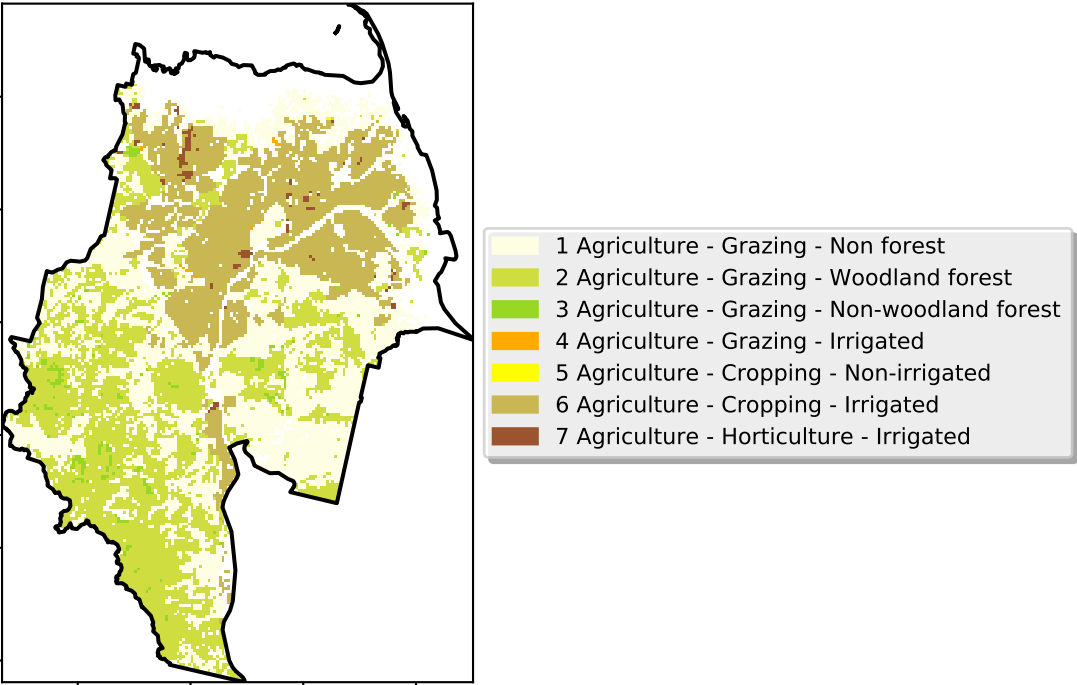 1 Agriculture - Grazing - Non forest
2 Agriculture - Grazing - Woodland forest
3 Agriculture - Grazing - Non-woodland forest
4 Agriculture - Grazing - Irrigated
5 Agriculture - Cropping - Non-irrigated
6 Agriculture - Cropping - Irrigated
7 Agriculture - Horticulture - Irrigated